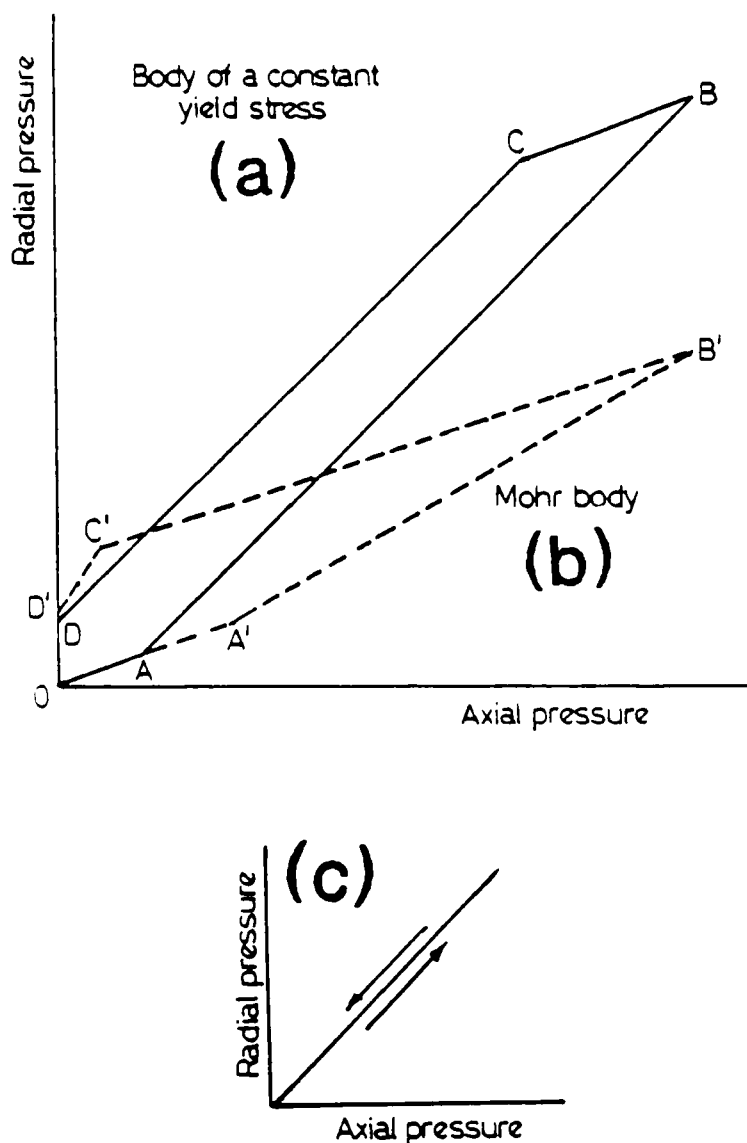 Radial pressure
Body of a constant
yield stress
(a)
B
C
B'
Mohr body
(b)
C'
D'
D
A
A'
O
Axial pressure
(c)
Radial pressure
Axial pressure